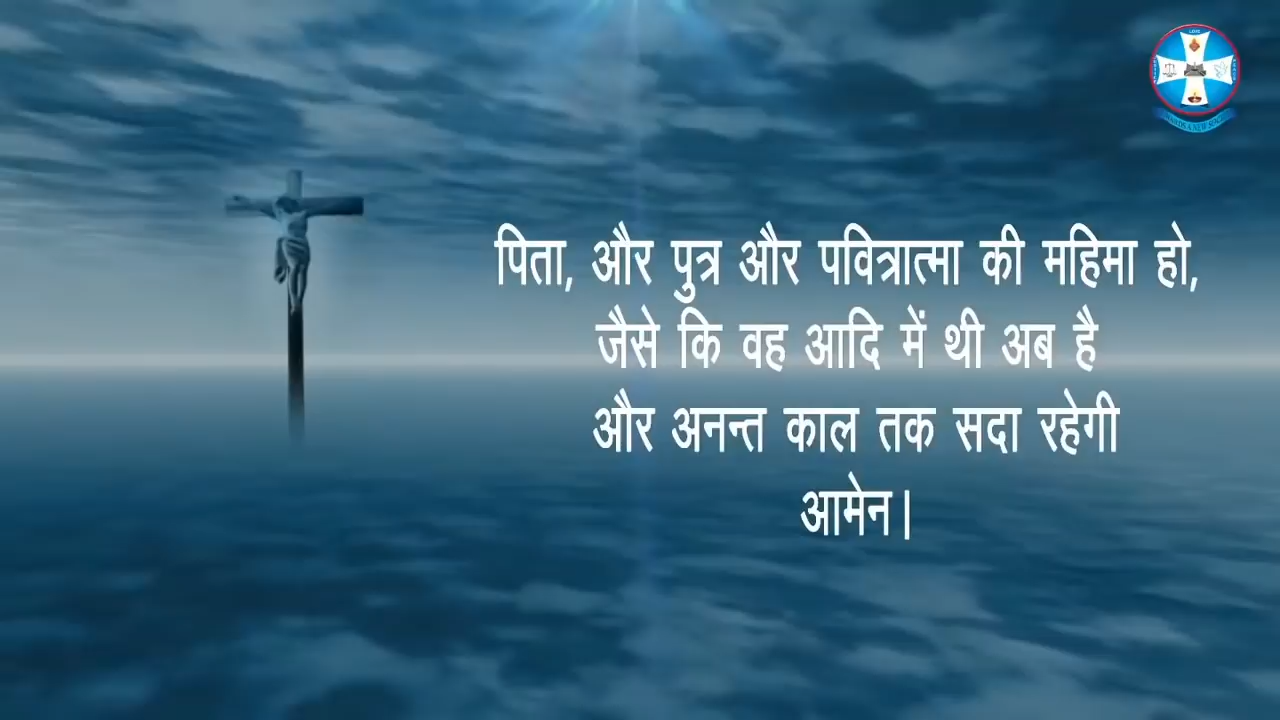 पिता, और पुत्र और पवित्रात्मा की महिमा हो,
जैसे कि वह आदि में थी अब है
और अनन्त काल तक सदा रहेगी
आमेन।